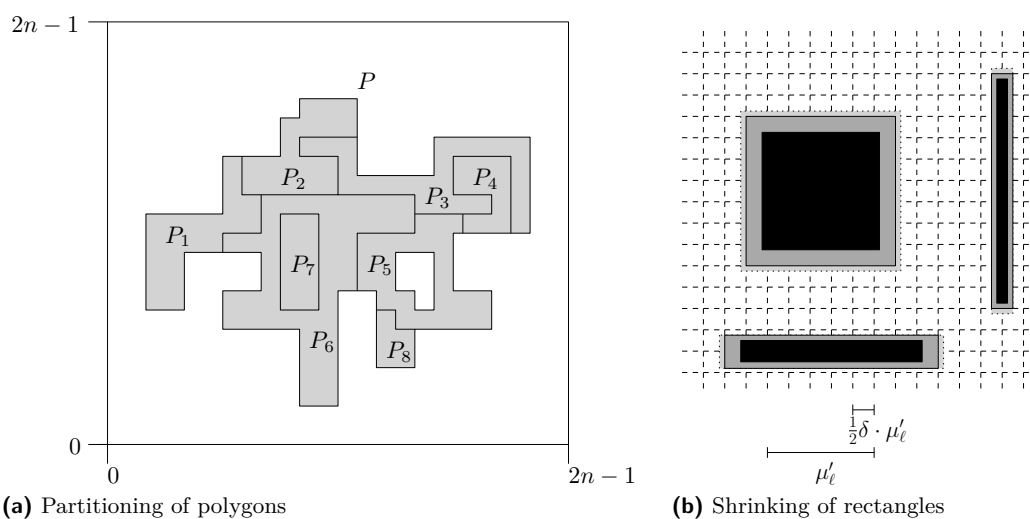 2n − 1
P
P₂
P₄
P₃
P₁
P₇
P₅
P₆
P₈
0
0
2n − 1
(a) Partitioning of polygons
½δ · μ′ℓ
μ′ℓ
(b) Shrinking of rectangles